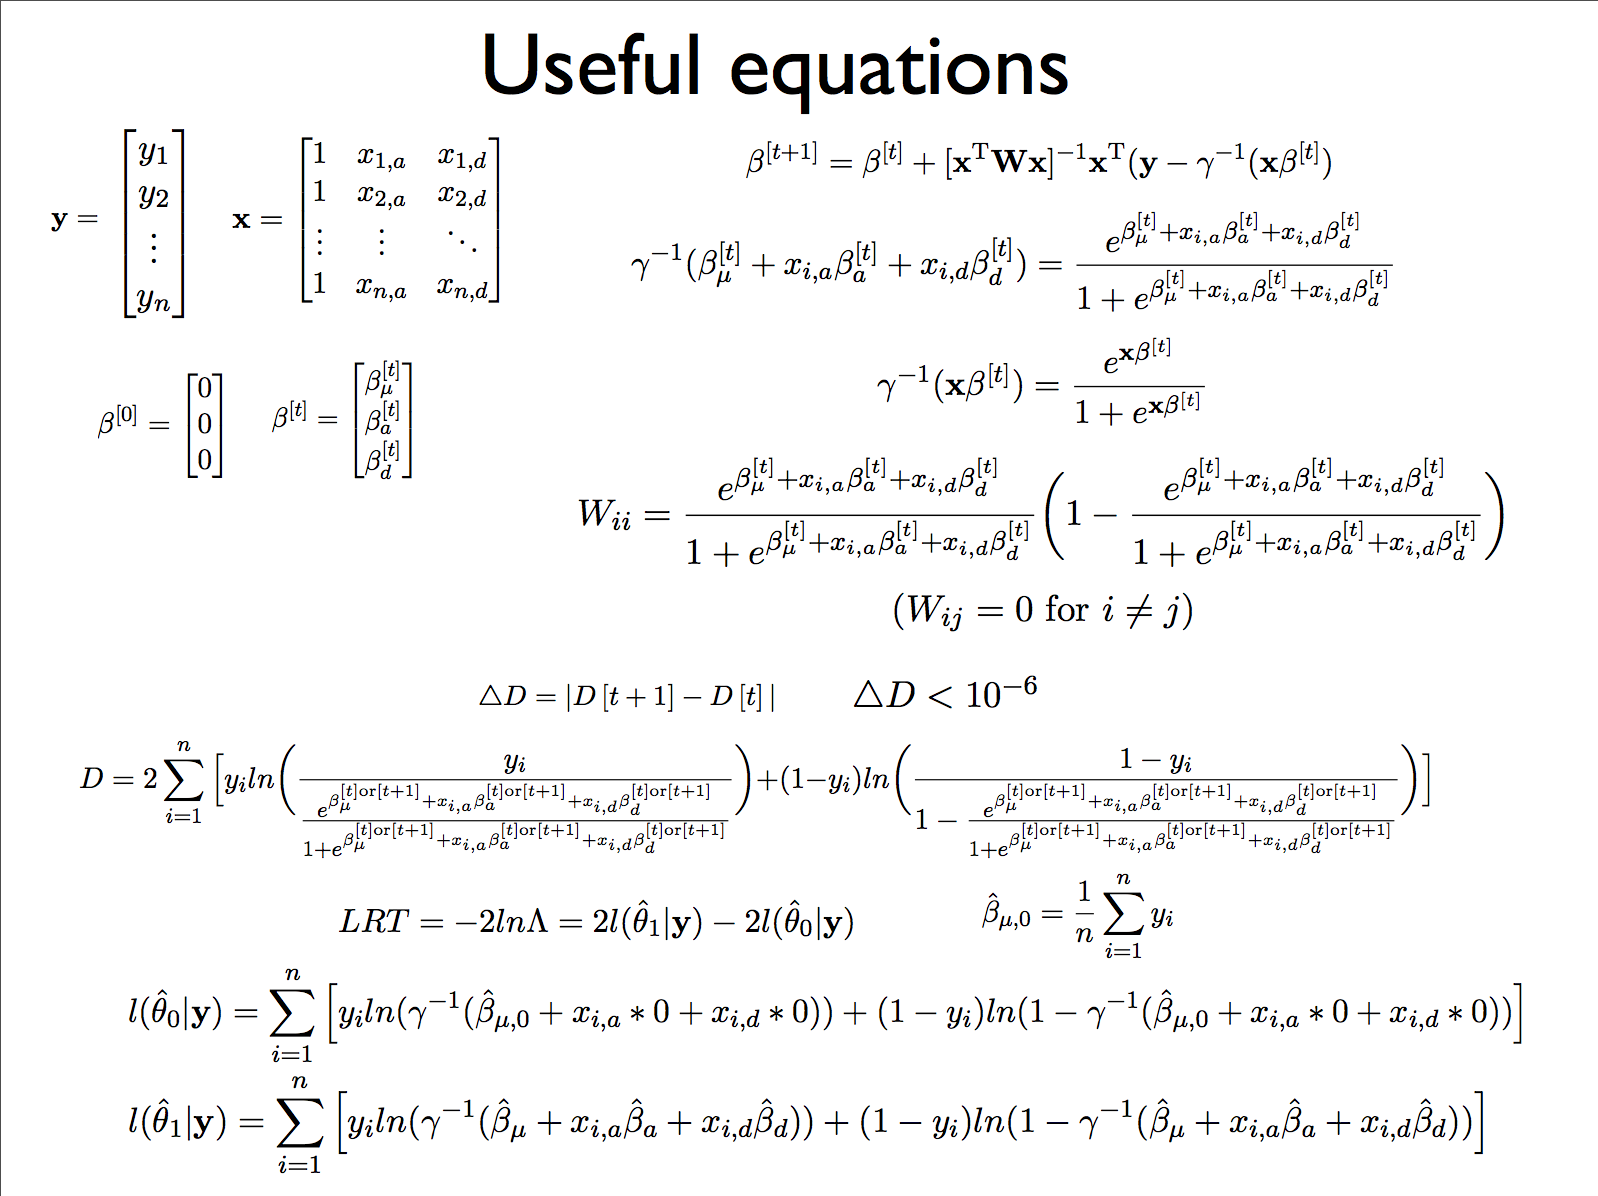 Useful equations
$\mathbf{y} = \begin{bmatrix} y_1 \\ y_2 \\ \vdots \\ y_n \end{bmatrix}$ $\mathbf{x} = \begin{bmatrix} 1 & x_{1,a} & x_{1,d} \\ 1 & x_{2,a} & x_{2,d} \\ \vdots & \vdots & \ddots \\ 1 & x_{n,a} & x_{n,d} \end{bmatrix}$
$\beta^{[0]} = \begin{bmatrix} 0 \\ 0 \\ 0 \end{bmatrix}$ $\beta^{[t]} = \begin{bmatrix} \beta_\mu^{[t]} \\ \beta_a^{[t]} \\ \beta_d^{[t]} \end{bmatrix}$
$\beta^{[t+1]} = \beta^{[t]} + [\mathbf{x}^{\mathrm{T}}\mathbf{W}\mathbf{x}]^{-1}\mathbf{x}^{\mathrm{T}}(\mathbf{y} - \gamma^{-1}(\mathbf{x}\beta^{[t]})$
$\gamma^{-1}(\beta_\mu^{[t]} + x_{i,a}\beta_a^{[t]} + x_{i,d}\beta_d^{[t]}) = \frac{e^{\beta_\mu^{[t]}+x_{i,a}\beta_a^{[t]}+x_{i,d}\beta_d^{[t]}}}{1+e^{\beta_\mu^{[t]}+x_{i,a}\beta_a^{[t]}+x_{i,d}\beta_d^{[t]}}}$
$\gamma^{-1}(\mathbf{x}\beta^{[t]}) = \frac{e^{\mathbf{x}\beta^{[t]}}}{1+e^{\mathbf{x}\beta^{[t]}}}$
$W_{ii} = \frac{e^{\beta_\mu^{[t]}+x_{i,a}\beta_a^{[t]}+x_{i,d}\beta_d^{[t]}}}{1+e^{\beta_\mu^{[t]}+x_{i,a}\beta_a^{[t]}+x_{i,d}\beta_d^{[t]}}}\left(1 - \frac{e^{\beta_\mu^{[t]}+x_{i,a}\beta_a^{[t]}+x_{i,d}\beta_d^{[t]}}}{1+e^{\beta_\mu^{[t]}+x_{i,a}\beta_a^{[t]}+x_{i,d}\beta_d^{[t]}}}\right)$
$(W_{ij} = 0 \text{ for } i \neq j)$
$\triangle D = |D[t+1] - D[t]|$ $\triangle D < 10^{-6}$
$D = 2\sum_{i=1}^{n}\left[y_i ln\left(\frac{y_i}{\frac{e^{\beta_\mu^{[t]\text{or}[t+1]}+x_{i,a}\beta_a^{[t]\text{or}[t+1]}+x_{i,d}\beta_d^{[t]\text{or}[t+1]}}}{1+e^{\beta_\mu^{[t]\text{or}[t+1]}+x_{i,a}\beta_a^{[t]\text{or}[t+1]}+x_{i,d}\beta_d^{[t]\text{or}[t+1]}}}}\right) + (1-y_i)ln\left(\frac{1-y_i}{1-\frac{e^{\beta_\mu^{[t]\text{or}[t+1]}+x_{i,a}\beta_a^{[t]\text{or}[t+1]}+x_{i,d}\beta_d^{[t]\text{or}[t+1]}}}{1+e^{\beta_\mu^{[t]\text{or}[t+1]}+x_{i,a}\beta_a^{[t]\text{or}[t+1]}+x_{i,d}\beta_d^{[t]\text{or}[t+1]}}}}\right)\right]$
$LRT = -2ln\Lambda = 2l(\hat{\theta}_1|\mathbf{y}) - 2l(\hat{\theta}_0|\mathbf{y})$ $\hat{\beta}_{\mu,0} = \frac{1}{n}\sum_{i=1}^{n} y_i$
$l(\hat{\theta}_0|\mathbf{y}) = \sum_{i=1}^{n}\left[y_i ln(\gamma^{-1}(\hat{\beta}_{\mu,0} + x_{i,a} * 0 + x_{i,d} * 0)) + (1-y_i)ln(1-\gamma^{-1}(\hat{\beta}_{\mu,0} + x_{i,a} * 0 + x_{i,d} * 0))\right]$
$l(\hat{\theta}_1|\mathbf{y}) = \sum_{i=1}^{n}\left[y_i ln(\gamma^{-1}(\hat{\beta}_\mu + x_{i,a}\hat{\beta}_a + x_{i,d}\hat{\beta}_d)) + (1-y_i)ln(1-\gamma^{-1}(\hat{\beta}_\mu + x_{i,a}\hat{\beta}_a + x_{i,d}\hat{\beta}_d))\right]$